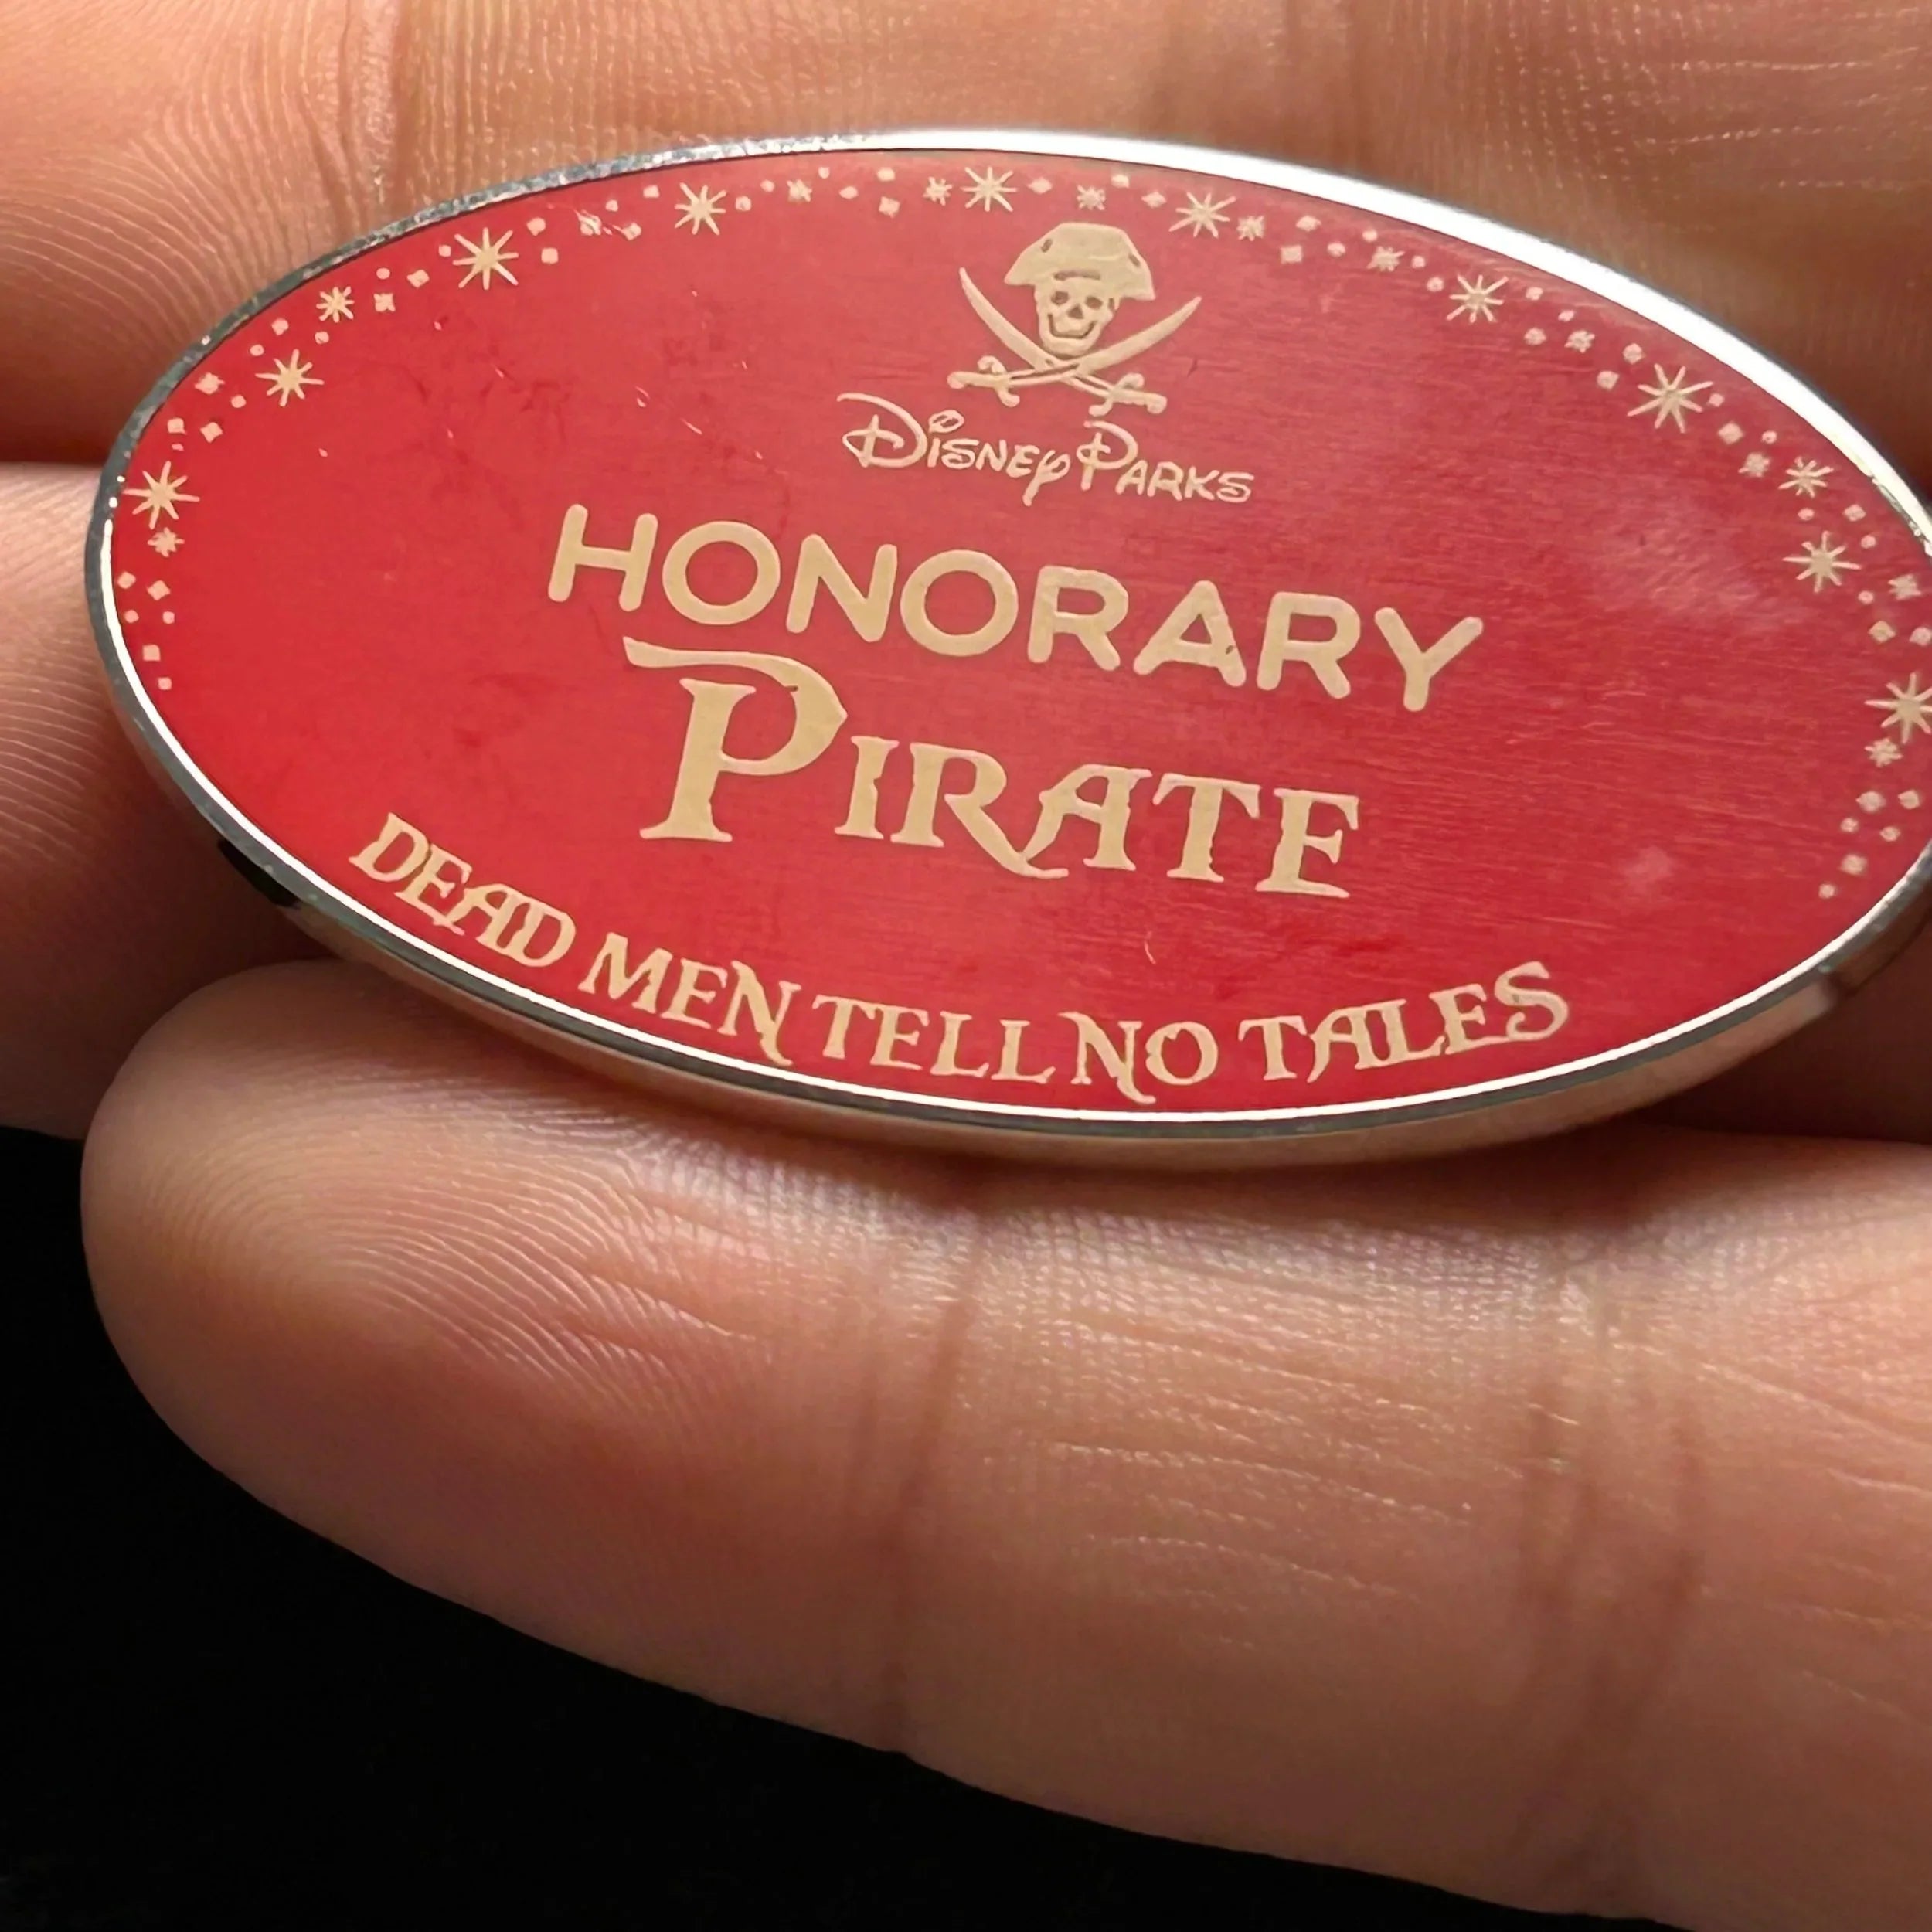 Disney Parks
HONORARY
PIRATE
DEAD MEN TELL NO TALES